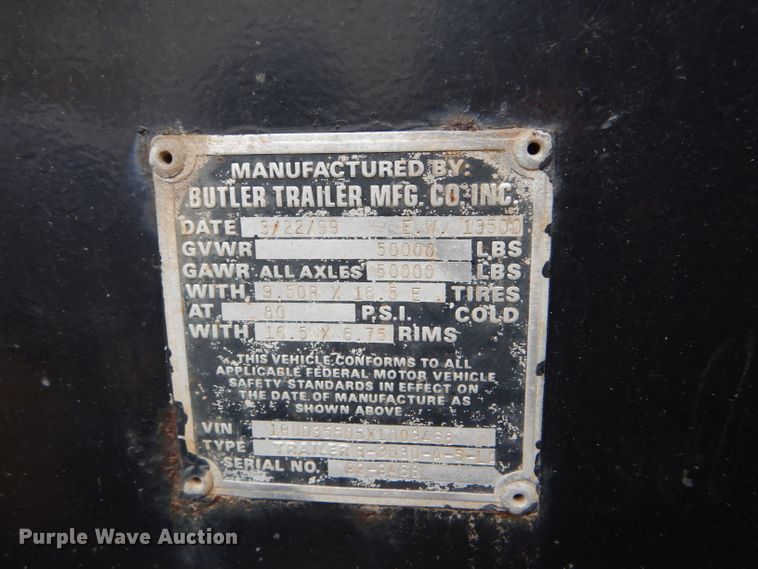 MANUFACTURED BY:
BUTLER TRAILER MFG. CO. INC.
DATE 3/22/99 E.W. 13500
GVWR 50000 LBS
GAWR ALL AXLES 50000 LBS
WITH 9.50R X 16.5 E TIRES
AT 80 P.S.I. COLD
WITH 16.5 X 6.75 RIMS
THIS VEHICLE CONFORMS TO ALL
APPLICABLE FEDERAL MOTOR VEHICLE
SAFETY STANDARDS IN EFFECT ON
THE DATE OF MANUFACTURE AS
SHOWN ABOVE
VIN
TYPE TRAILER
SERIAL NO.
Purple Wave Auction